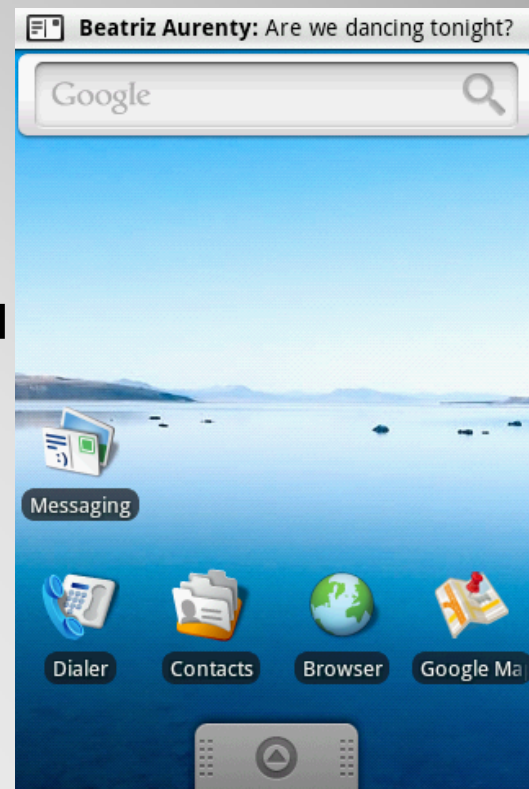 Beatriz Aurenty: Are we dancing tonight?
Google
Messaging
Dialer
Contacts
Browser
Google Ma